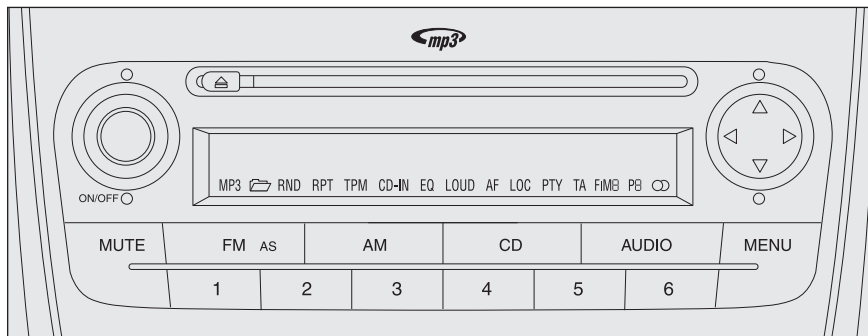 mp3
MP3 RND RPT TPM CD-IN EQ LOUD AF LOC PTY TA FM8 P8
ON/OFF
MUTE FM AS AM CD AUDIO MENU
1 2 3 4 5 6